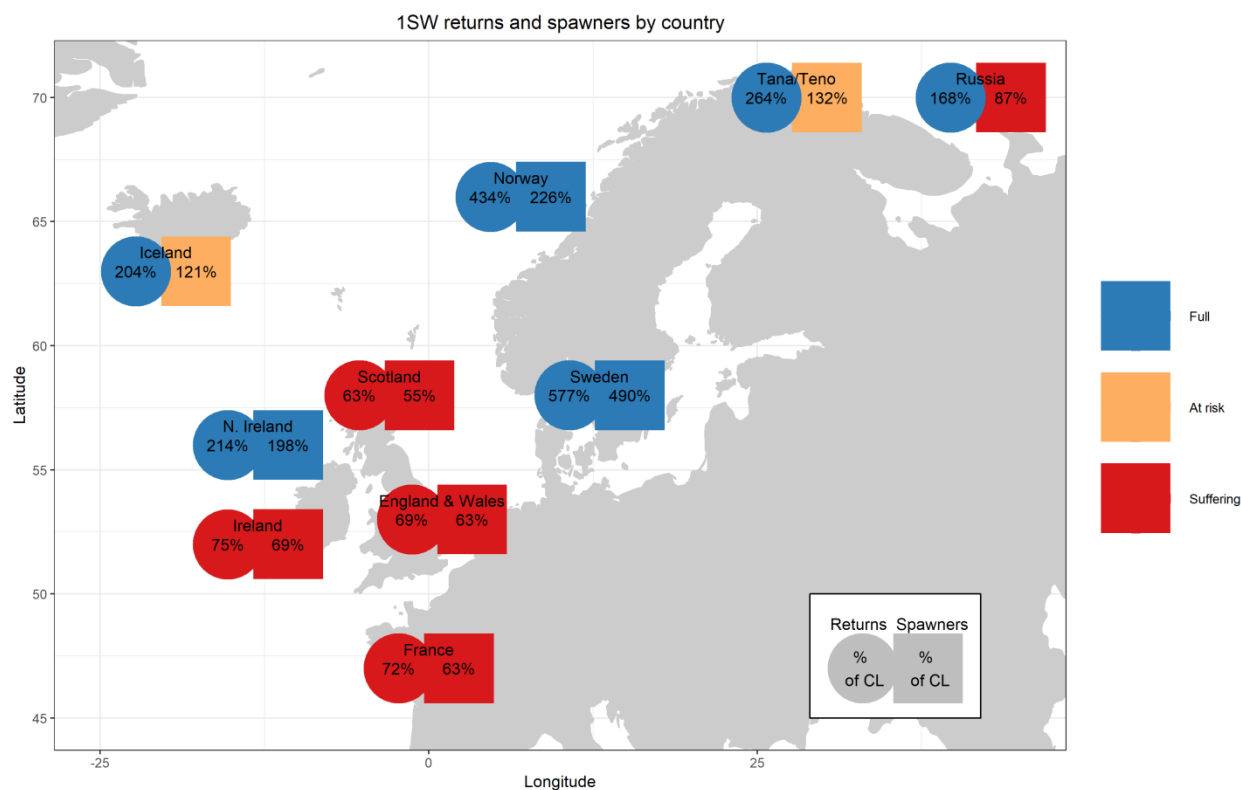 1SW returns and spawners by country
Latitude
70
65
60
55
50
45
Tana/Teno
264% 132%
Russia
168% 87%
Norway
434% 226%
Iceland
204% 121%
Scotland
63% 55%
Sweden
577% 490%
N. Ireland
214% 198%
England & Wales
69% 63%
Ireland
75% 69%
France
72% 63%
Returns Spawners
% %
of CL of CL
-25 0 25
Longitude
Full
At risk
Suffering